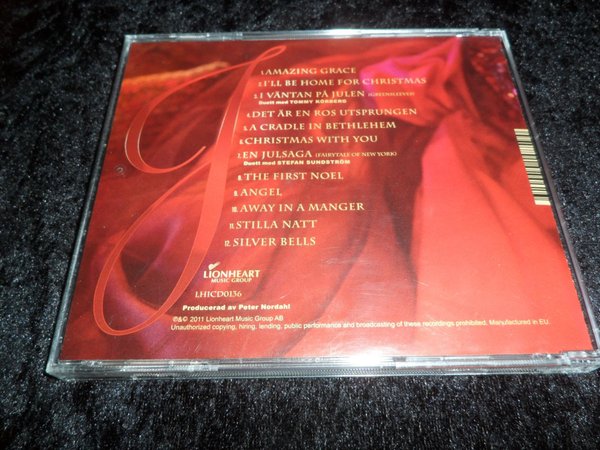 J
1. AMAZING GRACE
2. I'LL BE HOME FOR CHRISTMAS
3. I VÄNTAN PÅ JULEN (GREENSLEEVES)
Duett med TOMMY KÖRBERG
4. DET ÄR EN ROS UTSPRUNGEN
5. A CRADLE IN BETHLEHEM
6. CHRISTMAS WITH YOU
7. EN JULSAGA (FAIRYTALE OF NEW YORK)
Duett med STEFAN SUNDSTRÖM
8. THE FIRST NOEL
9. ANGEL
10. AWAY IN A MANGER
11. STILLA NATT
12. SILVER BELLS
LIONHEART
MUSIC GROUP
LHICD0136
Producerad av Peter Nordahl
℗&© 2011 Lionheart Music Group AB
Unauthorized copying, hiring, lending, public performance and broadcasting of these recordings prohibited. Manufactured in EU.